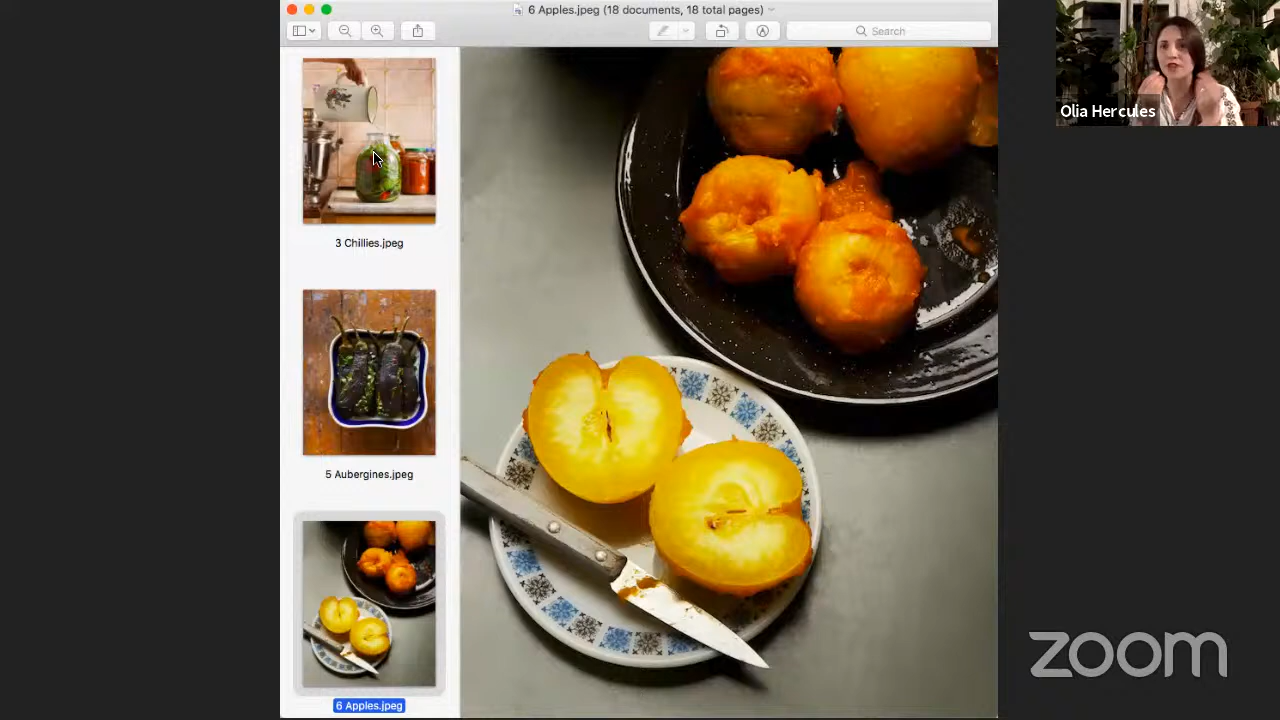 6 Apples.jpeg (18 documents, 18 total pages)
Search
Olia Hercules
3 Chillies.jpeg
5 Aubergines.jpeg
6 Apples.jpeg
zoom